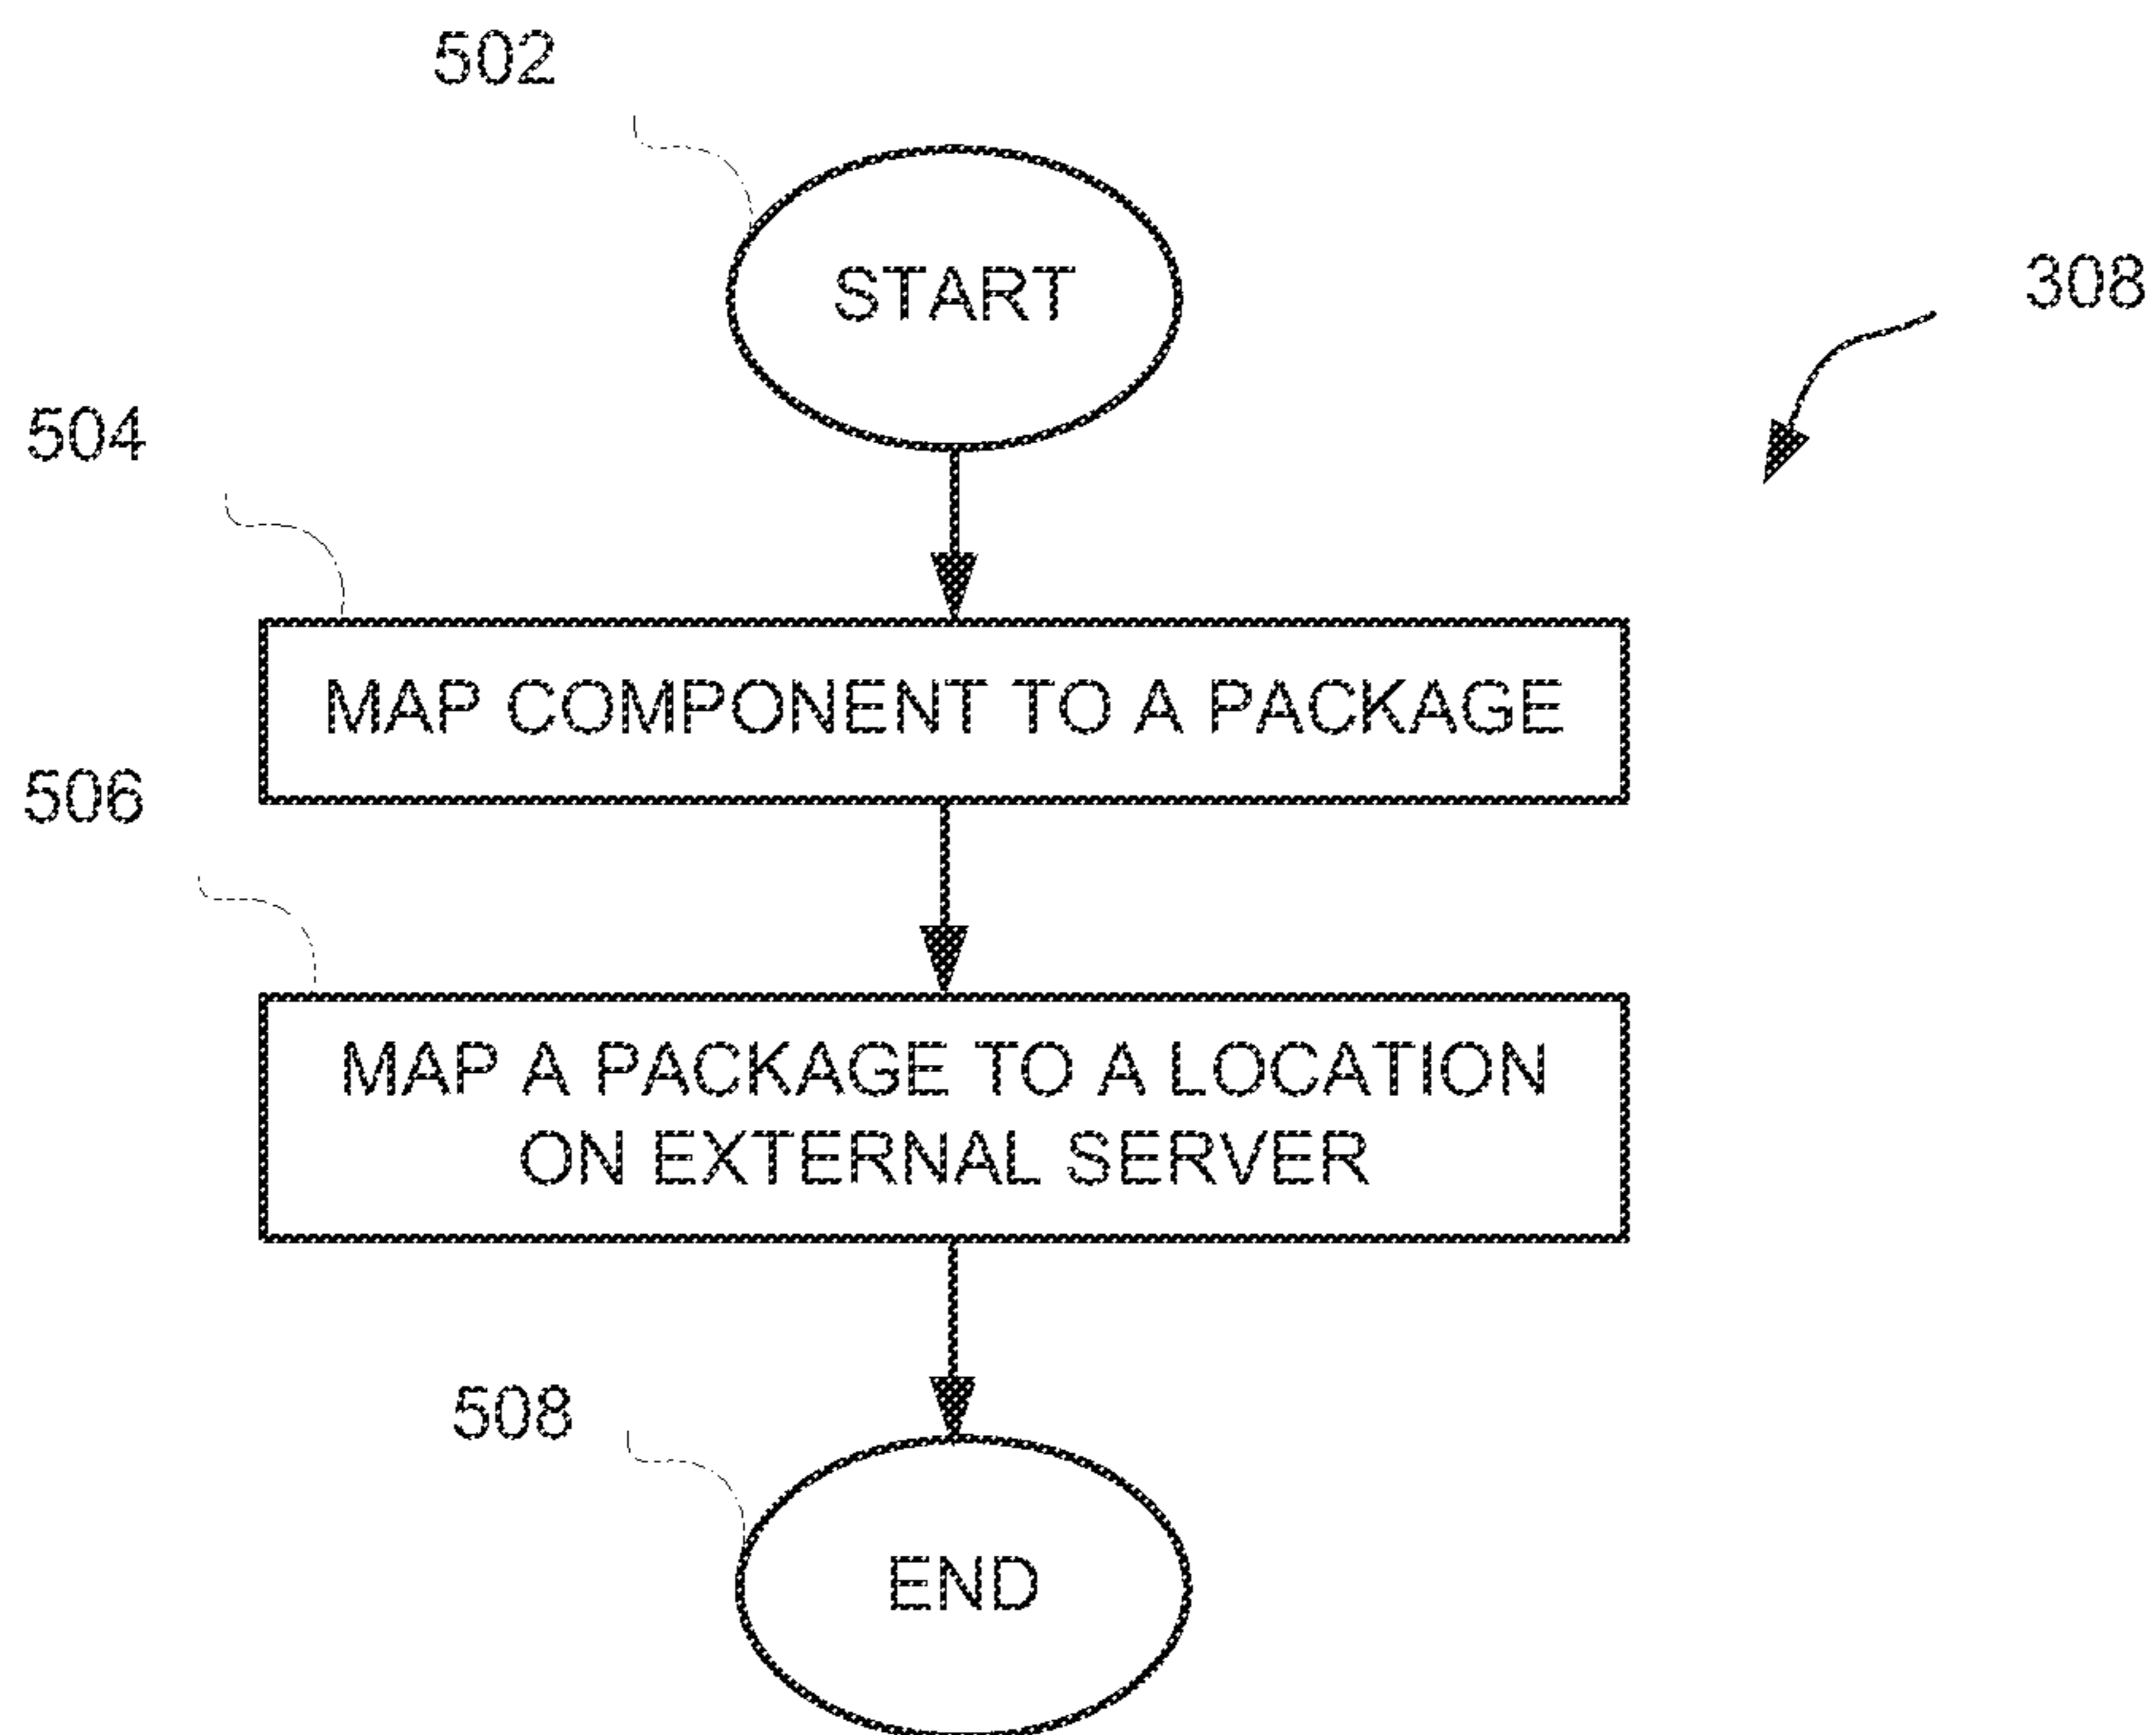 502
START
308
504
MAP COMPONENT TO A PACKAGE
506
MAP A PACKAGE TO A LOCATION
ON EXTERNAL SERVER
508
END